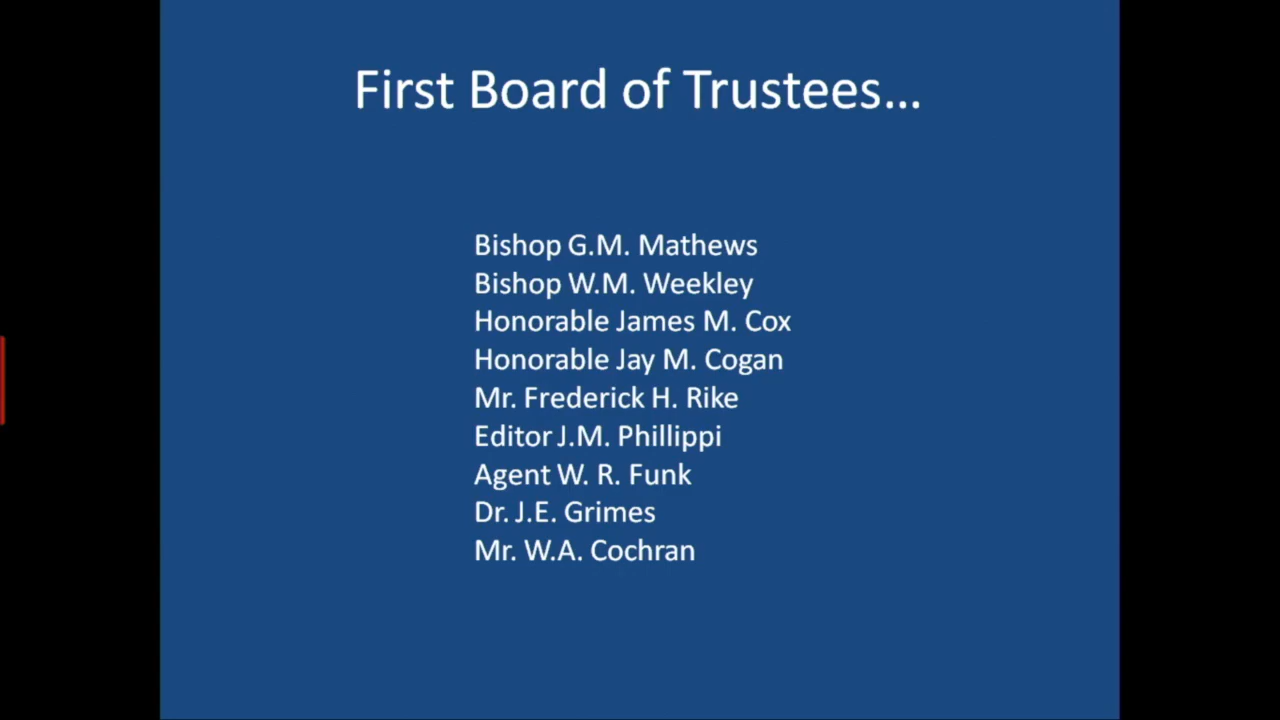 First Board of Trustees...
Bishop G.M. Mathews
Bishop W.M. Weekley
Honorable James M. Cox
Honorable Jay M. Cogan
Mr. Frederick H. Rike
Editor J.M. Phillippi
Agent W. R. Funk
Dr. J.E. Grimes
Mr. W.A. Cochran